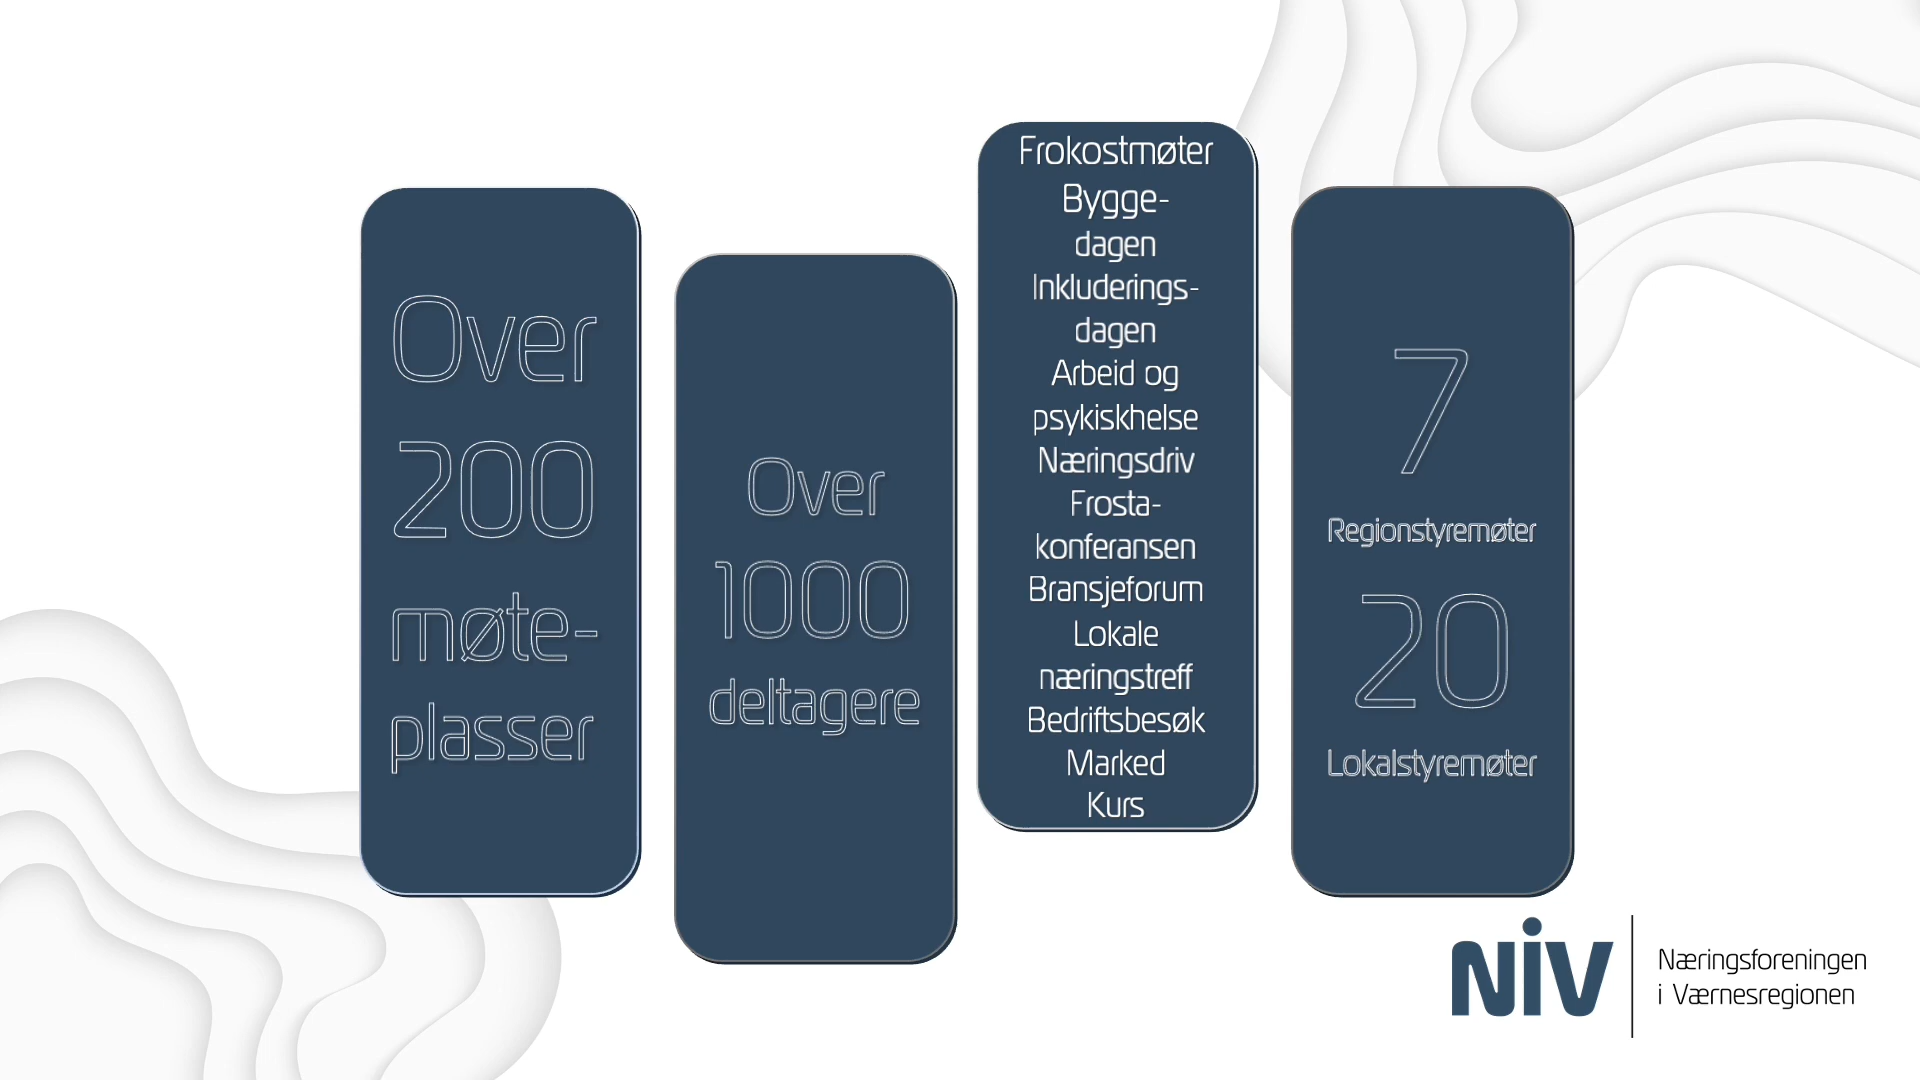 Over
200
møte-
plasser
Over
1000
deltagere
Frokostmøter
Bygge-
dagen
Inkluderings-
dagen
Arbeid og
psykiskhelse
Næringsdriv
Frosta-
konferansen
Bransjeforum
Lokale
næringstreff
Bedriftsbesøk
Marked
Kurs
7
Regionstyremøter
20
Lokalstyremøter
NiV
Næringsforeningen
i Værnesregionen